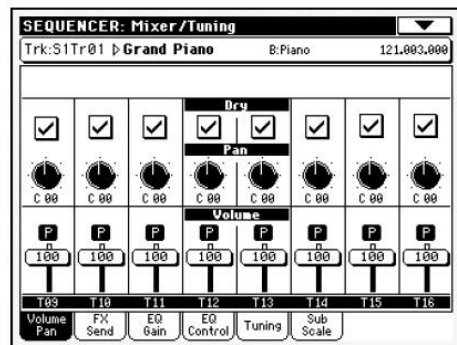 SEQUENCER: Mixer/Tuning
Trk:S1Tr01 Grand Piano B:Piano 121.003.000
Dry
Pan
C 00 C 00 C 00 C 00 C 00 C 00 C 00 C 00
Volume
P P P P P P P P
100 100 100 100 100 100 100 100
T09 T10 T11 T12 T13 T14 T15 T16
Volume Pan FX Send EQ Gain EQ Control Tuning Sub Scale